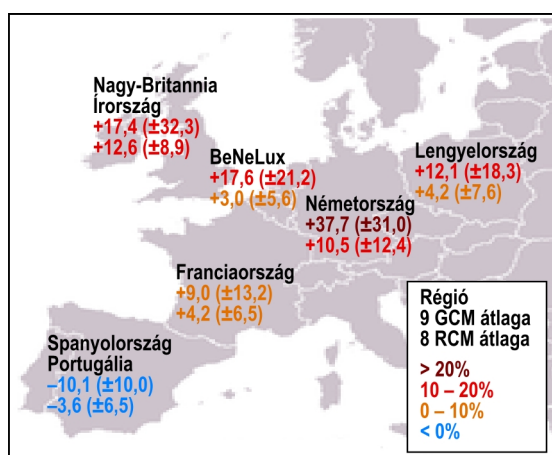 Nagy-Britannia
Írország
+17,4 (±32,3)
+12,6 (±8,9)
BeNeLux
+17,6 (±21,2)
+3,0 (±5,6)
Lengyelország
+12,1 (±18,3)
+4,2 (±7,6)
Németország
+37,7 (±31,0)
+10,5 (±12,4)
Franciaország
+9,0 (±13,2)
+4,2 (±6,5)
Spanyolország
Portugália
–10,1 (±10,0)
–3,6 (±6,5)
Régió
9 GCM átlaga
8 RCM átlaga
> 20%
10 – 20%
0 – 10%
< 0%